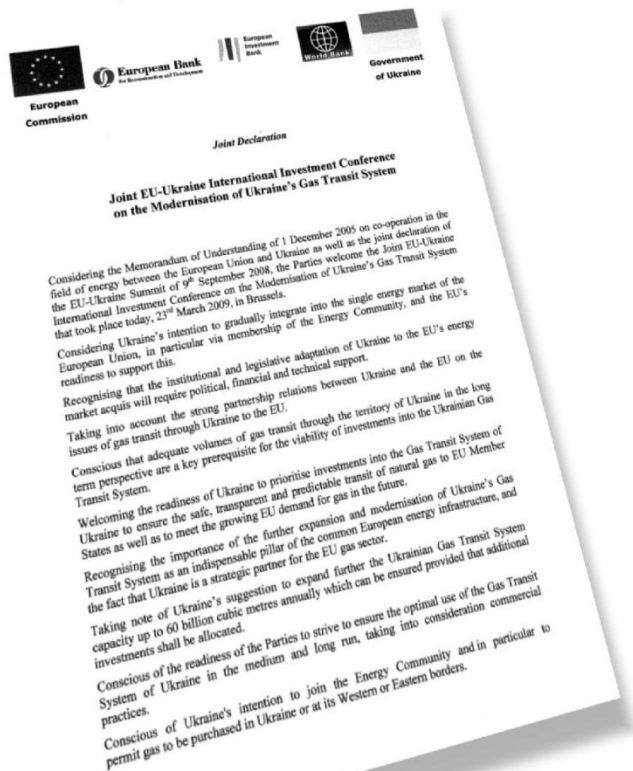 European
Commission
European Bank
for Reconstruction and Development
European
Investment
Bank
World Bank
Government
of Ukraine
Joint Declaration
Joint EU-Ukraine International Investment Conference
on the Modernisation of Ukraine's Gas Transit System
Considering the Memorandum of Understanding of 1 December 2005 on co-operation in the
field of energy between the European Union and Ukraine as well as the joint declaration of
the EU-Ukraine Summit of 9th September 2008, the Parties welcome the Joint EU-Ukraine
International Investment Conference on the Modernisation of Ukraine's Gas Transit System
that took place today, 23rd March 2009, in Brussels.
Considering Ukraine's intention to gradually integrate into the single energy market of the
European Union, in particular via membership of the Energy Community, and the EU's
readiness to support this.
Recognising that the institutional and legislative adaptation of Ukraine to the EU's energy
market acquis will require political, financial and technical support.
Taking into account the strong partnership relations between Ukraine and the EU on the
issues of gas transit through Ukraine to the EU.
Conscious that adequate volumes of gas transit through the territory of Ukraine in the long
term perspective are a key prerequisite for the viability of investments into the Ukrainian Gas
Transit System.
Welcoming the readiness of Ukraine to prioritise investments into the Gas Transit System of
Ukraine to ensure the safe, transparent and predictable transit of natural gas to EU Member
States as well as to meet the growing EU demand for gas in the future.
Recognising the importance of the further expansion and modernisation of Ukraine's Gas
Transit System as an indispensable pillar of the common European energy infrastructure, and
the fact that Ukraine is a strategic partner for the EU gas sector.
Taking note of Ukraine's suggestion to expand further the Ukrainian Gas Transit System
capacity up to 60 billion cubic metres annually which can be ensured provided that additional
investments shall be allocated.
Conscious of the readiness of the Parties to strive to ensure the optimal use of the Gas Transit
System of Ukraine in the medium and long run, taking into consideration commercial
practices.
Conscious of Ukraine's intention to join the Energy Community and in particular to
permit gas to be purchased in Ukraine or at its Western or Eastern borders.